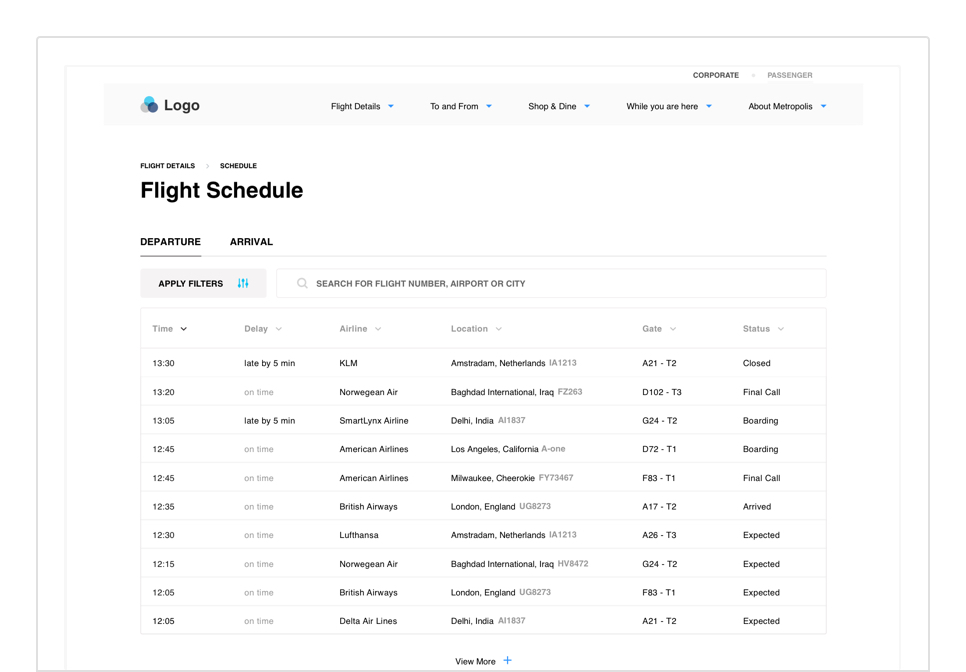 CORPORATE PASSENGER
Logo Flight Details To and From Shop & Dine While you are here About Metropolis
FLIGHT DETAILS > SCHEDULE
Flight Schedule
DEPARTURE ARRIVAL
APPLY FILTERS SEARCH FOR FLIGHT NUMBER, AIRPORT OR CITY
Time Delay Airline Location Gate Status
13:30 late by 5 min KLM Amstradam, Netherlands IA1213 A21 - T2 Closed
13:20 on time Norwegean Air Baghdad International, Iraq FZ263 D102 - T3 Final Call
13:05 late by 5 min SmartLynx Airline Delhi, India AI1837 G24 - T2 Boarding
12:45 on time American Airlines Los Angeles, California A-one D72 - T1 Boarding
12:45 on time American Airlines Milwaukee, Cheerokie FY73467 F83 - T1 Final Call
12:35 on time British Airways London, England UG8273 A17 - T2 Arrived
12:30 on time Lufthansa Amstradam, Netherlands IA1213 A26 - T3 Expected
12:15 on time Norwegean Air Baghdad International, Iraq HV8472 G24 - T2 Expected
12:05 on time British Airways London, England UG8273 F83 - T1 Expected
12:05 on time Delta Air Lines Delhi, India AI1837 A21 - T2 Expected
View More +